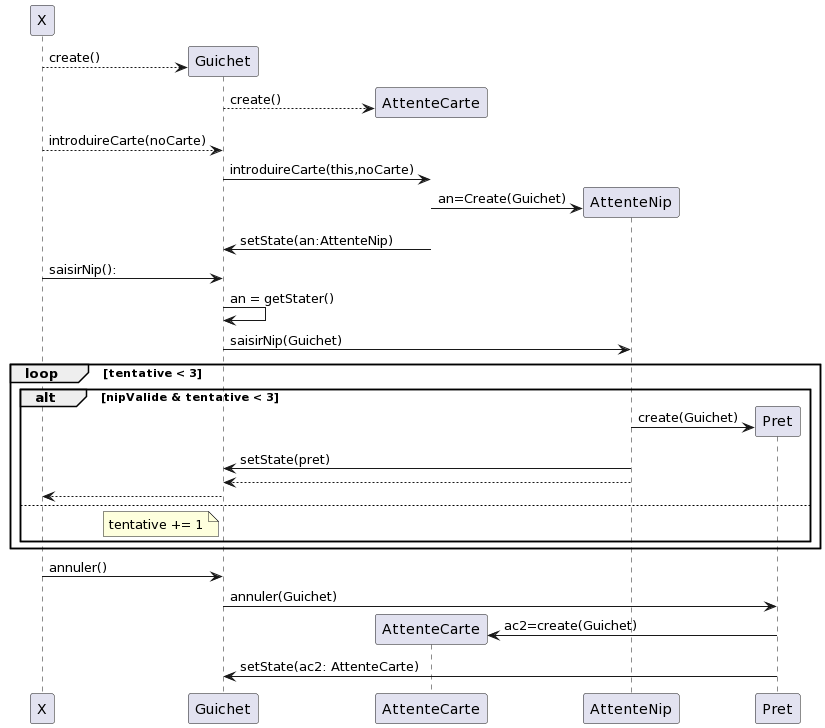 X
create()
Guichet
create()
AttenteCarte
introduireCarte(noCarte)
introduireCarte(this,noCarte)
an=Create(Guichet)
AttenteNip
setState(an:AttenteNip)
saisirNip():
an = getStater()
saisirNip(Guichet)
loop [tentative < 3]
alt [nipValide & tentative < 3]
create(Guichet)
Pret
setState(pret)
tentative += 1
annuler()
annuler(Guichet)
AttenteCarte
ac2=create(Guichet)
setState(ac2: AttenteCarte)
X Guichet AttenteCarte AttenteNip Pret